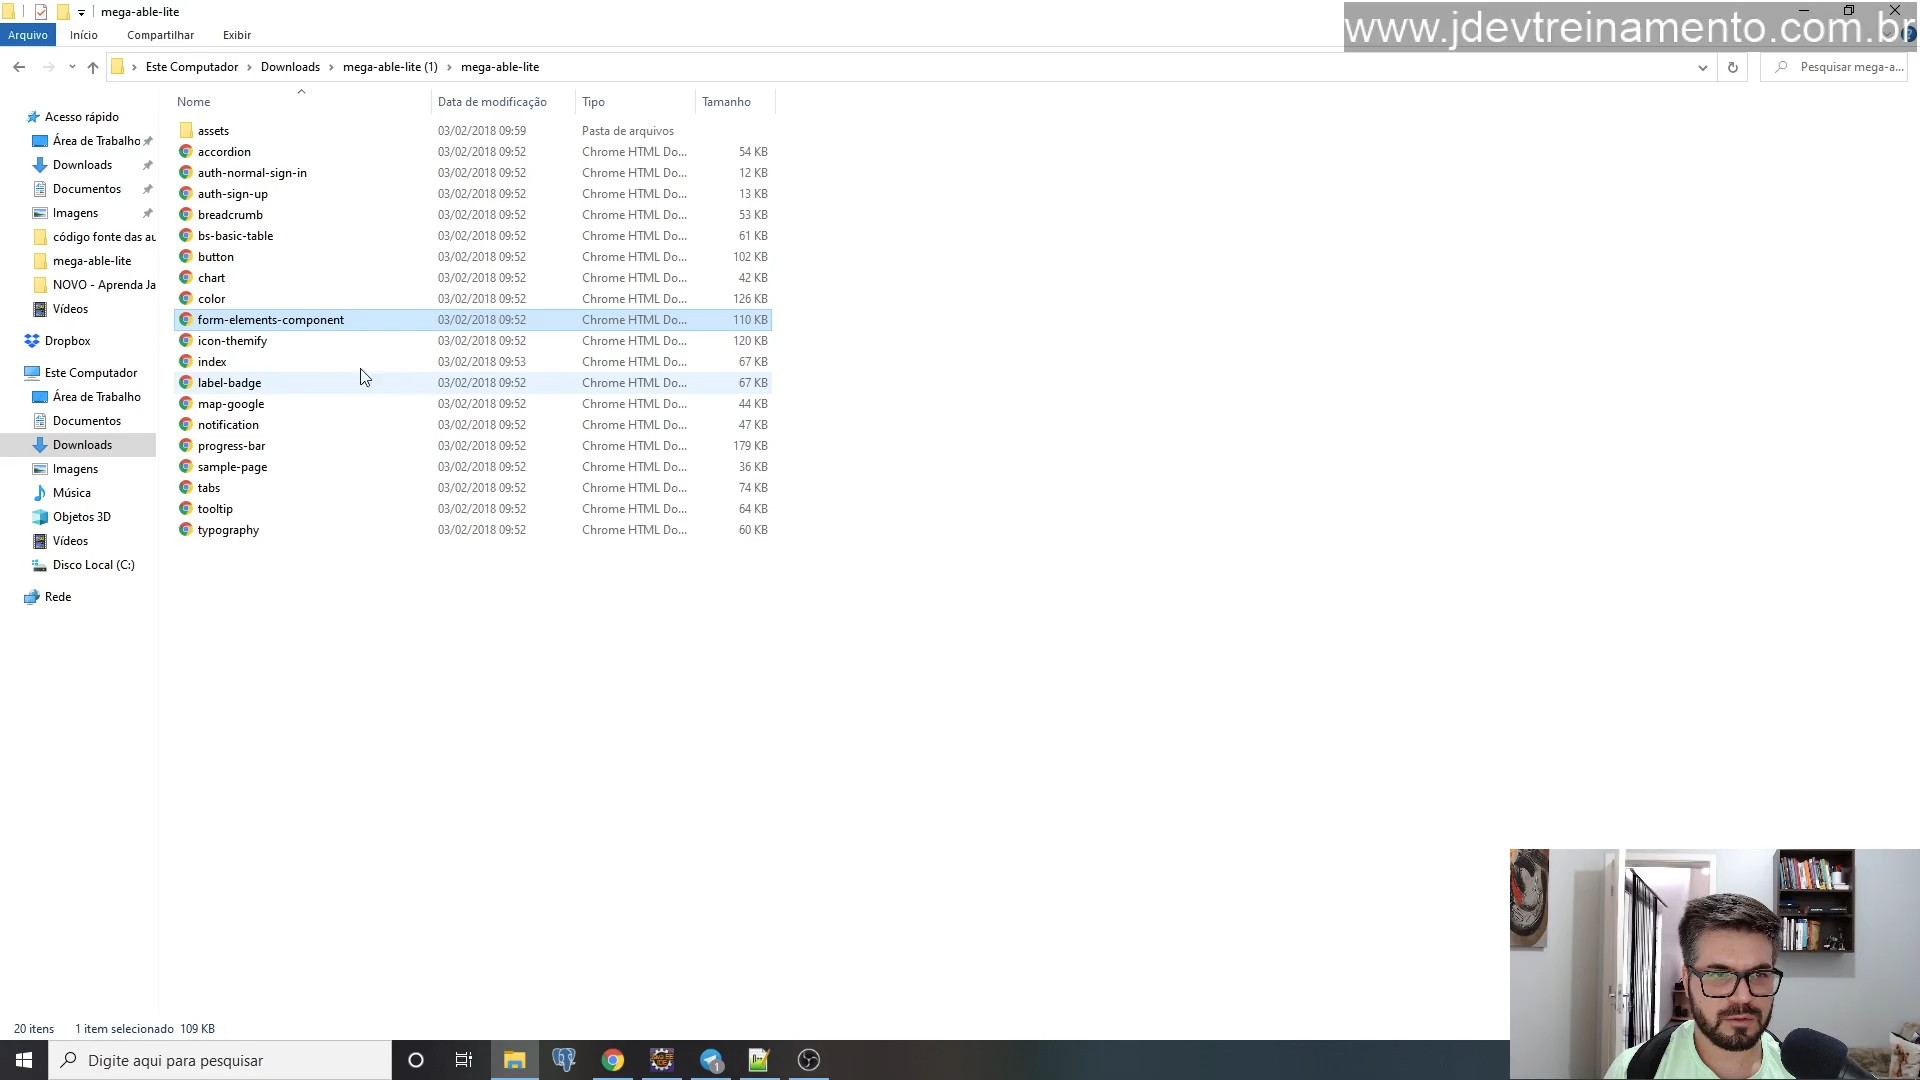 mega-able-lite
www.jdevtreinamento.com.br
Arquivo Início Compartilhar Exibir
Este Computador Downloads mega-able-lite (1) mega-able-lite
Pesquisar mega-a...
Nome Data de modificação Tipo Tamanho
Acesso rápido
Área de Trabalho
Downloads
Documentos
Imagens
código fonte das au
mega-able-lite
NOVO - Aprenda Ja
Vídeos
Dropbox
Este Computador
Área de Trabalho
Documentos
Downloads
Imagens
Música
Objetos 3D
Vídeos
Disco Local (C:)
Rede
assets 03/02/2018 09:59 Pasta de arquivos
accordion 03/02/2018 09:52 Chrome HTML Do... 54 KB
auth-normal-sign-in 03/02/2018 09:52 Chrome HTML Do... 12 KB
auth-sign-up 03/02/2018 09:52 Chrome HTML Do... 13 KB
breadcrumb 03/02/2018 09:52 Chrome HTML Do... 53 KB
bs-basic-table 03/02/2018 09:52 Chrome HTML Do... 61 KB
button 03/02/2018 09:52 Chrome HTML Do... 102 KB
chart 03/02/2018 09:52 Chrome HTML Do... 42 KB
color 03/02/2018 09:52 Chrome HTML Do... 126 KB
form-elements-component 03/02/2018 09:52 Chrome HTML Do... 110 KB
icon-themify 03/02/2018 09:52 Chrome HTML Do... 120 KB
index 03/02/2018 09:53 Chrome HTML Do... 67 KB
label-badge 03/02/2018 09:52 Chrome HTML Do... 67 KB
map-google 03/02/2018 09:52 Chrome HTML Do... 44 KB
notification 03/02/2018 09:52 Chrome HTML Do... 47 KB
progress-bar 03/02/2018 09:52 Chrome HTML Do... 179 KB
sample-page 03/02/2018 09:52 Chrome HTML Do... 36 KB
tabs 03/02/2018 09:52 Chrome HTML Do... 74 KB
tooltip 03/02/2018 09:52 Chrome HTML Do... 64 KB
typography 03/02/2018 09:52 Chrome HTML Do... 60 KB
20 itens 1 item selecionado 109 KB
Digite aqui para pesquisar
1